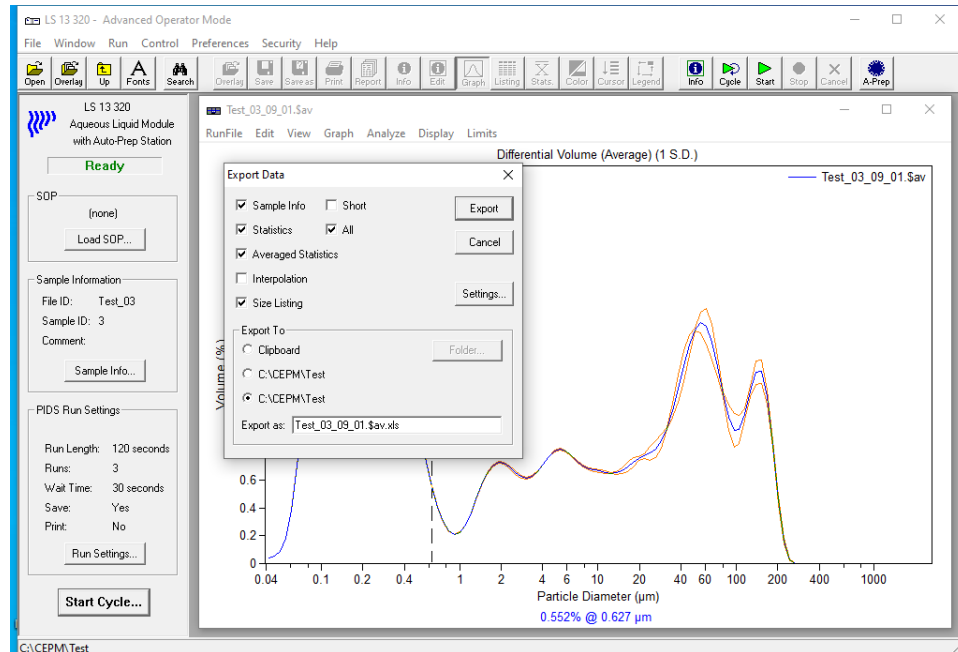 LS 13 320 - Advanced Operator Mode
File Window Run Control Preferences Security Help
Open Overlay Up Fonts Search Overlay Save Save as Print Report Info Edit Graph Listing Stats. Color Cursor Legend Info Cycle Start Stop Cancel A-Prep
LS 13 320
Aqueous Liquid Module
with Auto-Prep Station
Ready
SOP
(none)
Load SOP...
Sample Information
File ID: Test_03
Sample ID: 3
Comment:
Sample Info...
PIDS Run Settings
Run Length: 120 seconds
Runs: 3
Wait Time: 30 seconds
Save: Yes
Print: No
Run Settings...
Start Cycle...
C:\CEPM\Test
Test_03_09_01.$av
RunFile Edit View Graph Analyze Display Limits
Differential Volume (Average) (1 S.D.)
Test_03_09_01.$av
Export Data
Sample Info Short Export
Statistics All
Cancel
Averaged Statistics
Interpolation
Settings...
Size Listing
Export To
Clipboard Folder...
C:\CEPM\Test
C:\CEPM\Test
Export as: Test_03_09_01.$av.xls
Volume (%)
0.6
0.4
0.2
0
0.04 0.1 0.2 0.4 1 2 4 6 10 20 40 60 100 200 400 1000
Particle Diameter (µm)
0.552% @ 0.627 µm